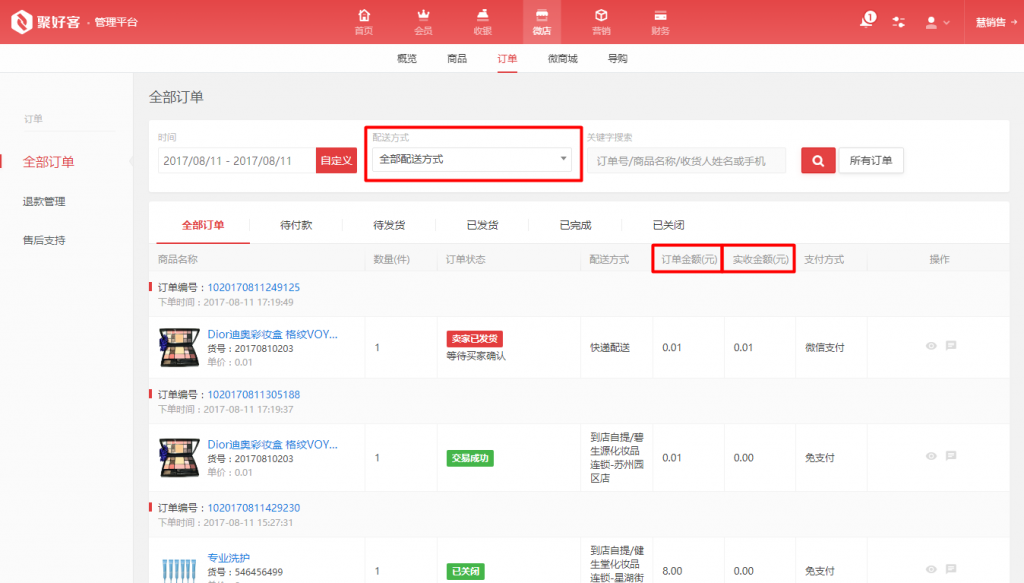 聚好客 · 管理平台
首页 会员 收银 微店 营销 财务
1
慧销售
概览 商品 订单 微商城 导购
订单
全部订单
退款管理
售后支持
全部订单
时间 配送方式 关键字搜索
2017/08/11 - 2017/08/11 自定义 全部配送方式 订单号/商品名称/收货人姓名或手机 所有订单
全部订单 待付款 待发货 已发货 已完成 已关闭
商品名称 数量(件) 订单状态 配送方式 订单金额(元) 实收金额(元) 支付方式 操作
订单编号：1020170811249125
下单时间：2017-08-11 17:19:49
Dior迪奥彩妆盒 格纹VOY...
货号：20170810203
单价：0.01
1
卖家已发货
等待买家确认
快递配送
0.01
0.01
微信支付
订单编号：1020170811305188
下单时间：2017-08-11 17:19:37
Dior迪奥彩妆盒 格纹VOY...
货号：20170810203
单价：0.01
1
交易成功
到店自提/碧
生源化妆品
连锁-苏州园
区店
0.01
0.00
免支付
订单编号：1020170811429230
下单时间：2017-08-11 15:27:31
专业洗护
货号：546456499
1
已关闭
到店自提/健
生堂化妆品
连锁-星湖街
8.00
0.00
免支付